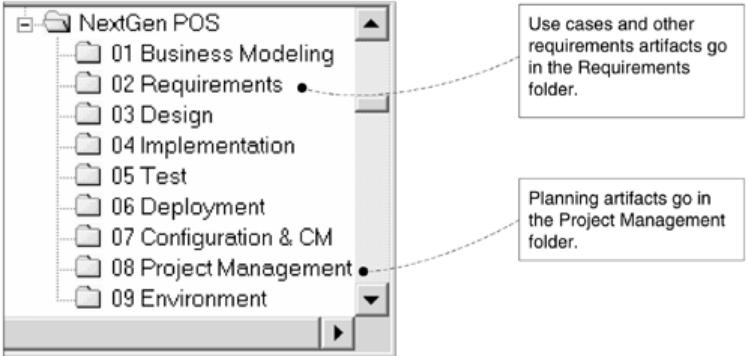 NextGen POS
01 Business Modeling
02 Requirements
03 Design
04 Implementation
05 Test
06 Deployment
07 Configuration & CM
08 Project Management
09 Environment
Use cases and other
requirements artifacts go
in the Requirements
folder.
Planning artifacts go in
the Project Management
folder.